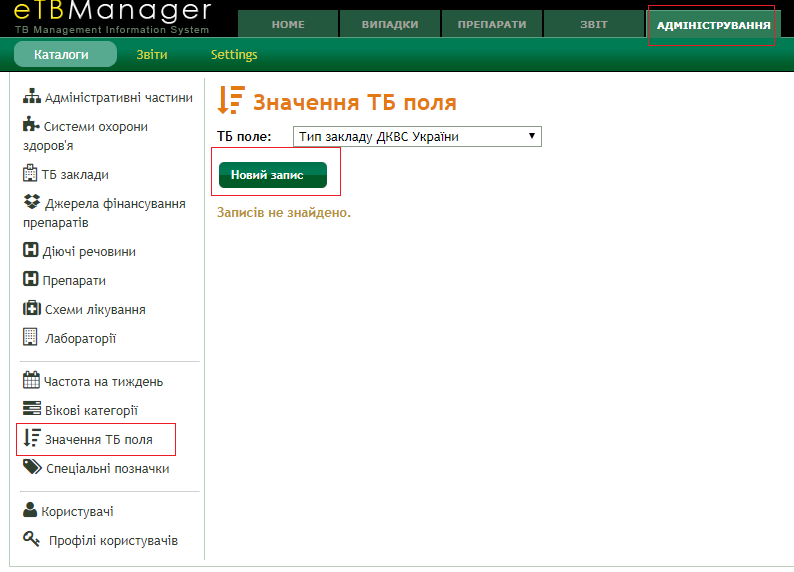 eTBManager
TB Management Information System
HOME
ВИПАДКИ
ПРЕПАРАТИ
ЗВІТ
АДМІНІСТРУВАННЯ
Каталоги
Звіти
Settings
Адміністративні частини
Системи охорони
здоров'я
ТБ заклади
Джерела фінансування
препаратів
Діючі речовини
Препарати
Схеми лікування
Лабораторії
Частота на тиждень
Вікові категорії
Значення ТБ поля
Спеціальні позначки
Користувачі
Профілі користувачів
Значення ТБ поля
ТБ поле:
Тип закладу ДКВС України
Новий запис
Записів не знайдено.